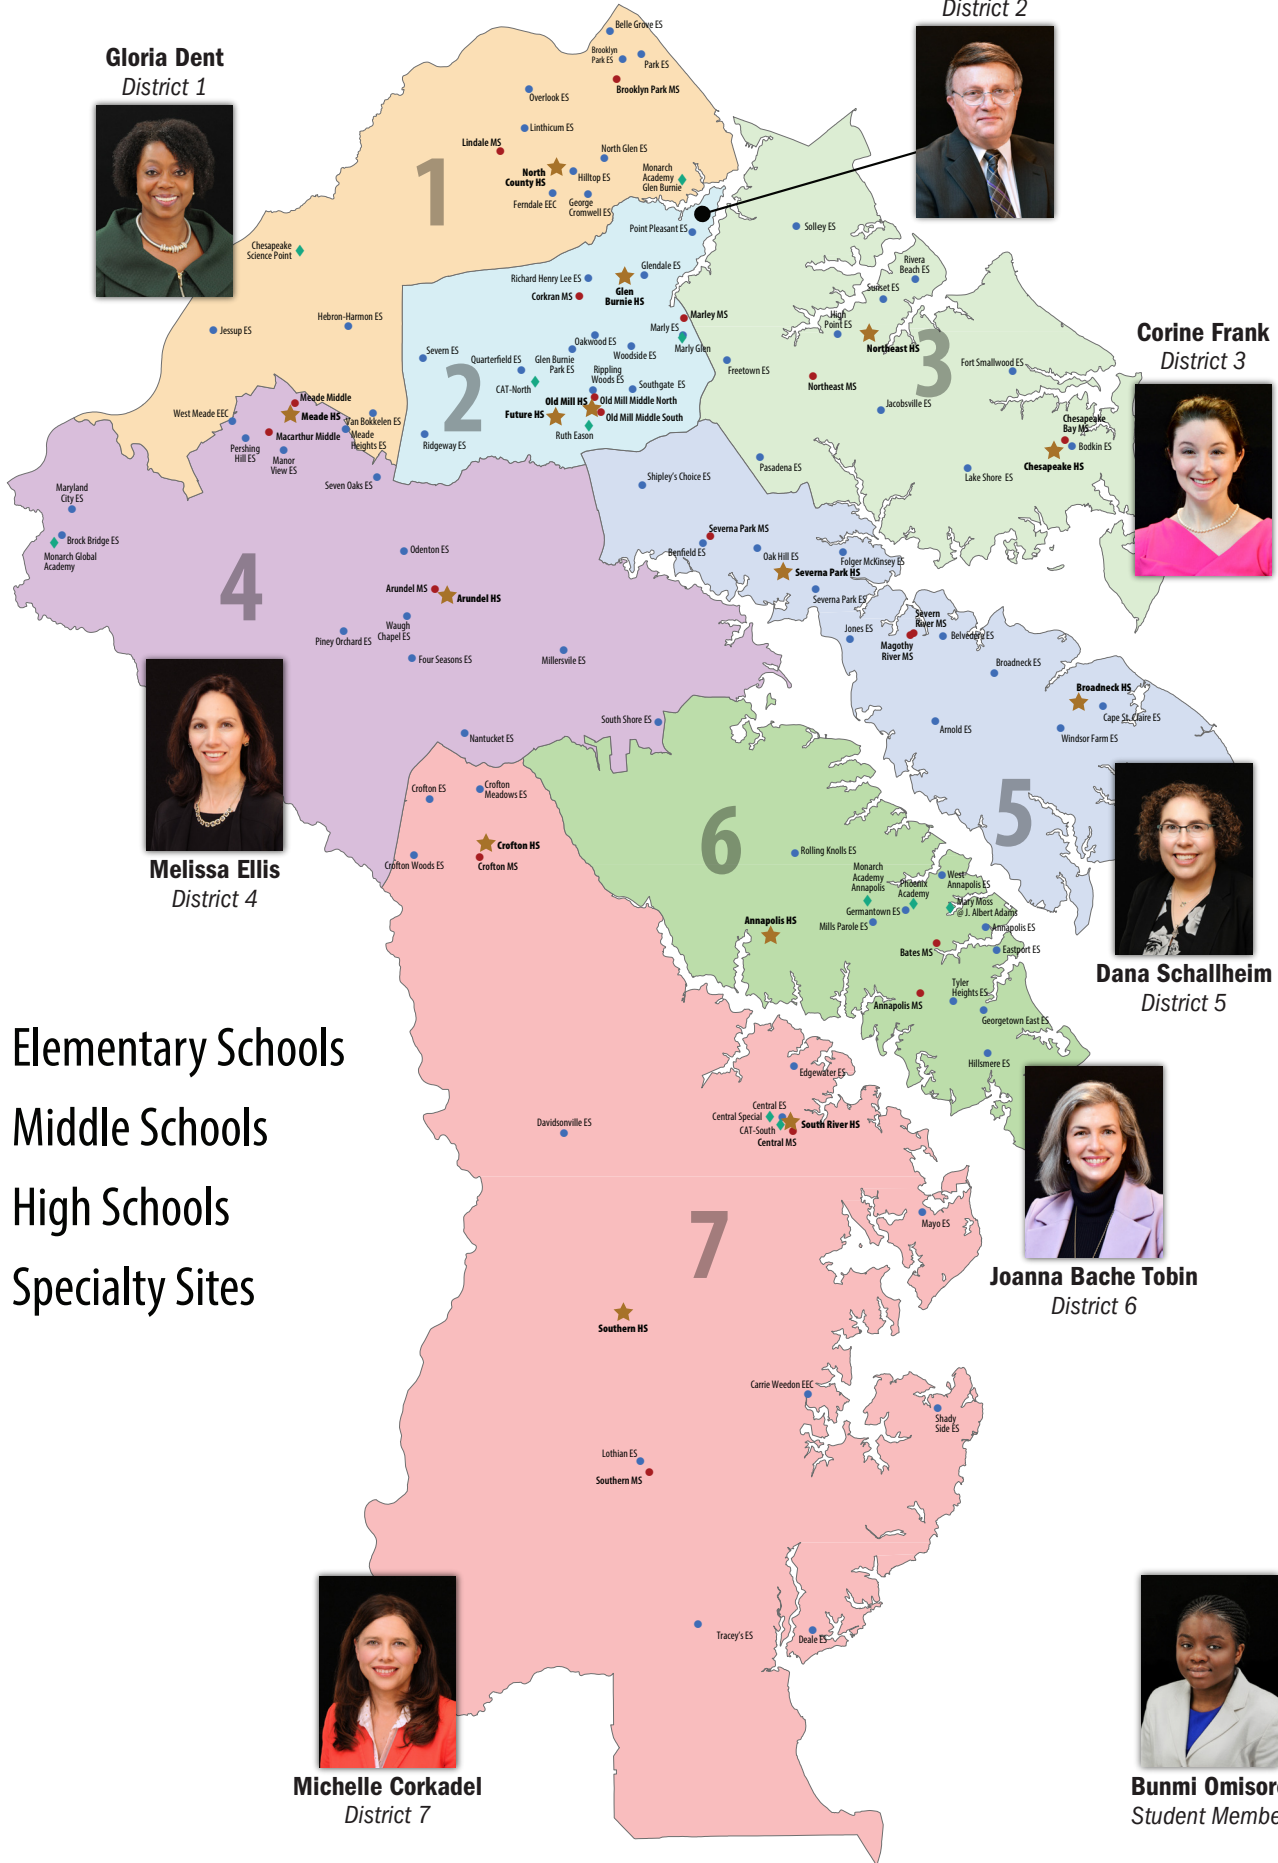 District 2
Gloria Dent
District 1
Belle Grove ES
Brooklyn
Park ES
Park ES
Brooklyn Park MS
Overlook ES
Linthicum ES
Lindale MS
1
North
County HS
North Glen ES
Hilltop ES
Monarch
Academy
Glen Burnie
Ferndale EEC
George
Cromwell ES
Chesapeake
Science Point
Hebron-Harmon ES
Jessup ES
Point Pleasant ES
Richard Henry Lee ES
Glendale ES
Glen
Burnie HS
Corkran MS
Marley MS
Marly ES
Marly Glen
Severn ES
Quarterfield ES
Oakwood ES
Glen Burnie
Park ES
Woodside ES
CAT-North
Rippling
Woods ES
Southgate ES
2
Old Mill HS
Old Mill Middle North
Future HS
Old Mill Middle South
Ruth Eason
Ridgeway ES
Solley ES
Rivera
Beach ES
Sunset ES
High
Point ES
Northeast HS
3
Freetown ES
Northeast MS
Fort Smallwood ES
Jacobsville ES
Chesapeake
Bay MS
Bodkin ES
Chesapeake HS
Pasadena ES
Lake Shore ES
Corine Frank
District 3
Meade Middle
West Meade EEC
Meade HS
Van Bokkelen ES
Macarthur Middle
Meade
Heights ES
Pershing
Hill ES
Manor
View ES
Seven Oaks ES
Maryland
City ES
Brock Bridge ES
Monarch Global
Academy
4
Odenton ES
Arundel MS
Arundel HS
Waugh
Chapel ES
Piney Orchard ES
Four Seasons ES
Millersvile ES
South Shore ES
Nantucket ES
Melissa Ellis
District 4
Shipley's Choice ES
Severna Park MS
Benfield ES
Oak Hill ES
Folger McKinsey ES
Severna Park HS
Severna Park ES
Jones ES
Severn
River MS
Magothy
River MS
Belvedere ES
Broadneck ES
Broadneck HS
Cape St. Claire ES
Arnold ES
Windsor Farm ES
5
Dana Schallheim
District 5
6
Rolling Knolls ES
Monarch
Academy
Annapolis
Phoenix
Academy
West
Annapolis ES
Mary Moss
@ J. Albert Adams
Germantown ES
Mills Parole ES
Annapolis HS
Annapolis ES
Bates MS
Eastport ES
Tyler
Heights ES
Annapolis MS
Georgetown East ES
Hillsmere ES
Joanna Bache Tobin
District 6
Crofton ES
Crofton
Meadows ES
Crofton HS
Crofton Woods ES
Crofton MS
Edgewater ES
Central ES
Central Special
South River HS
CAT-South
Central MS
Davidsonville ES
Mayo ES
7
Southern HS
Carrie Weedon EEC
Shady
Side ES
Lothian ES
Southern MS
Tracey's ES
Deale ES
Elementary Schools
Middle Schools
High Schools
Specialty Sites
Michelle Corkadel
District 7
Bunmi Omisor
Student Membe